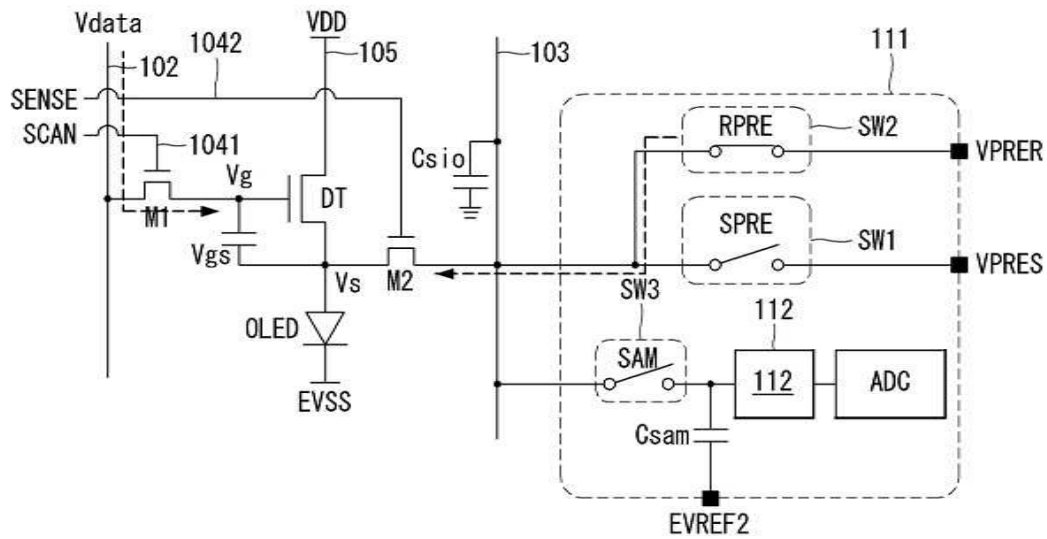 Vdata
VDD
1042
102
105
103
111
SENSE
SCAN
1041
RPRE
SW2
VPRER
Csio
Vg
DT
M1
SPRE
SW1
VPRES
Vgs
Vs
M2
SW3
OLED
SAM
112
112
ADC
EVSS
Csam
EVREF2